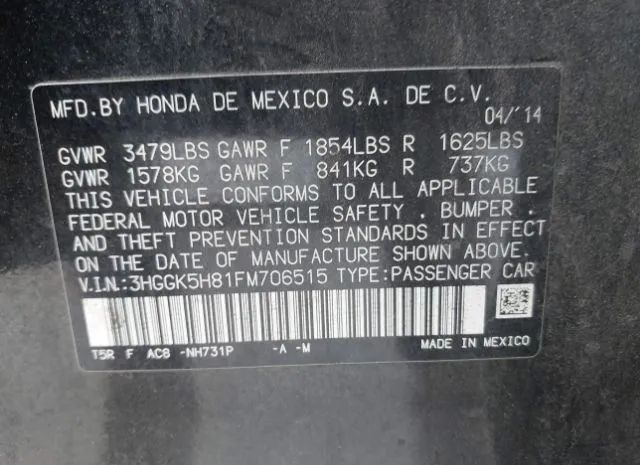 MFD.BY HONDA DE MEXICO S.A. DE C.V.
04/'14
GVWR 3479LBS GAWR F 1854LBS R 1625LBS
GVWR 1578KG GAWR F 841KG R 737KG
THIS VEHICLE CONFORMS TO ALL APPLICABLE
FEDERAL MOTOR VEHICLE SAFETY . BUMPER .
AND THEFT PREVENTION STANDARDS IN EFFECT
ON THE DATE OF MANUFACTURE SHOWN ABOVE.
V.I.N.:3HGGK5H81FM706515 TYPE:PASSENGER CAR
T5R F AC8 -NH731P -A -M MADE IN MEXICO